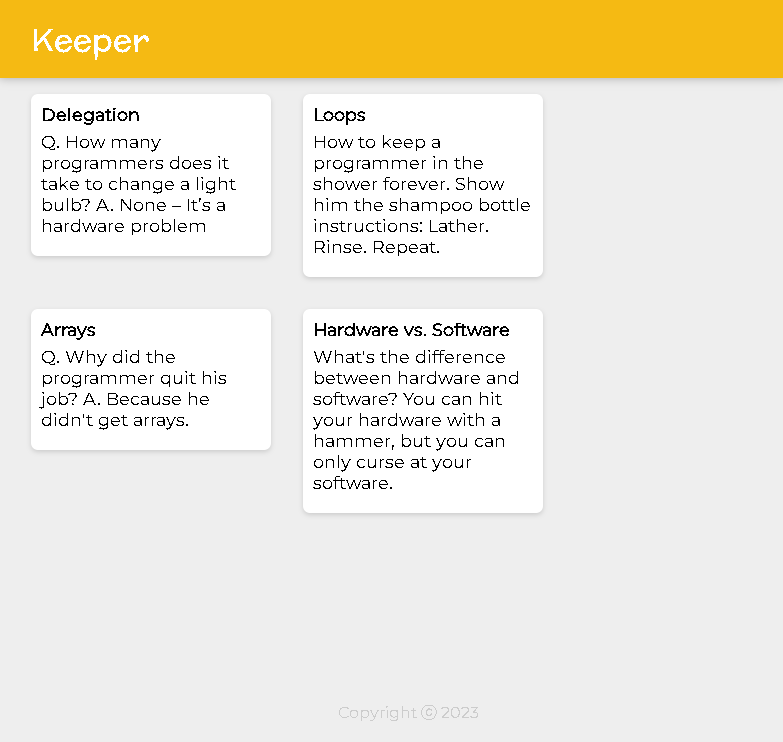 Keeper
Delegation
Q. How many
programmers does it
take to change a light
bulb? A. None – It’s a
hardware problem
Loops
How to keep a
programmer in the
shower forever. Show
him the shampoo bottle
instructions: Lather.
Rinse. Repeat.
Arrays
Q. Why did the
programmer quit his
job? A. Because he
didn't get arrays.
Hardware vs. Software
What's the difference
between hardware and
software? You can hit
your hardware with a
hammer, but you can
only curse at your
software.
Copyright ⓒ 2023